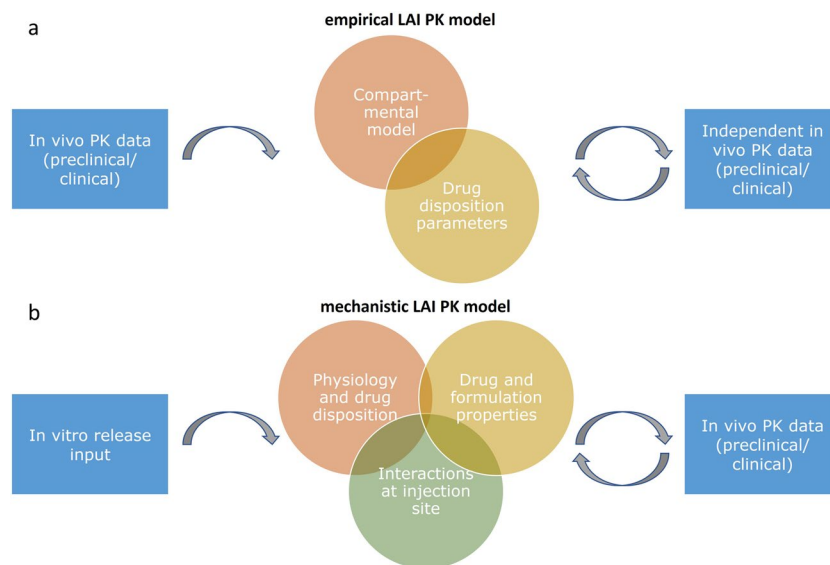 a
empirical LAI PK model
In vivo PK data
(preclinical/
clinical)
Compart-
mental
model
Drug
disposition
parameters
Independent in
vivo PK data
(preclinical/
clinical)
b
mechanistic LAI PK model
In vitro release
input
Physiology
and drug
disposition
Drug and
formulation
properties
Interactions
at injection
site
In vivo PK data
(preclinical/
clinical)